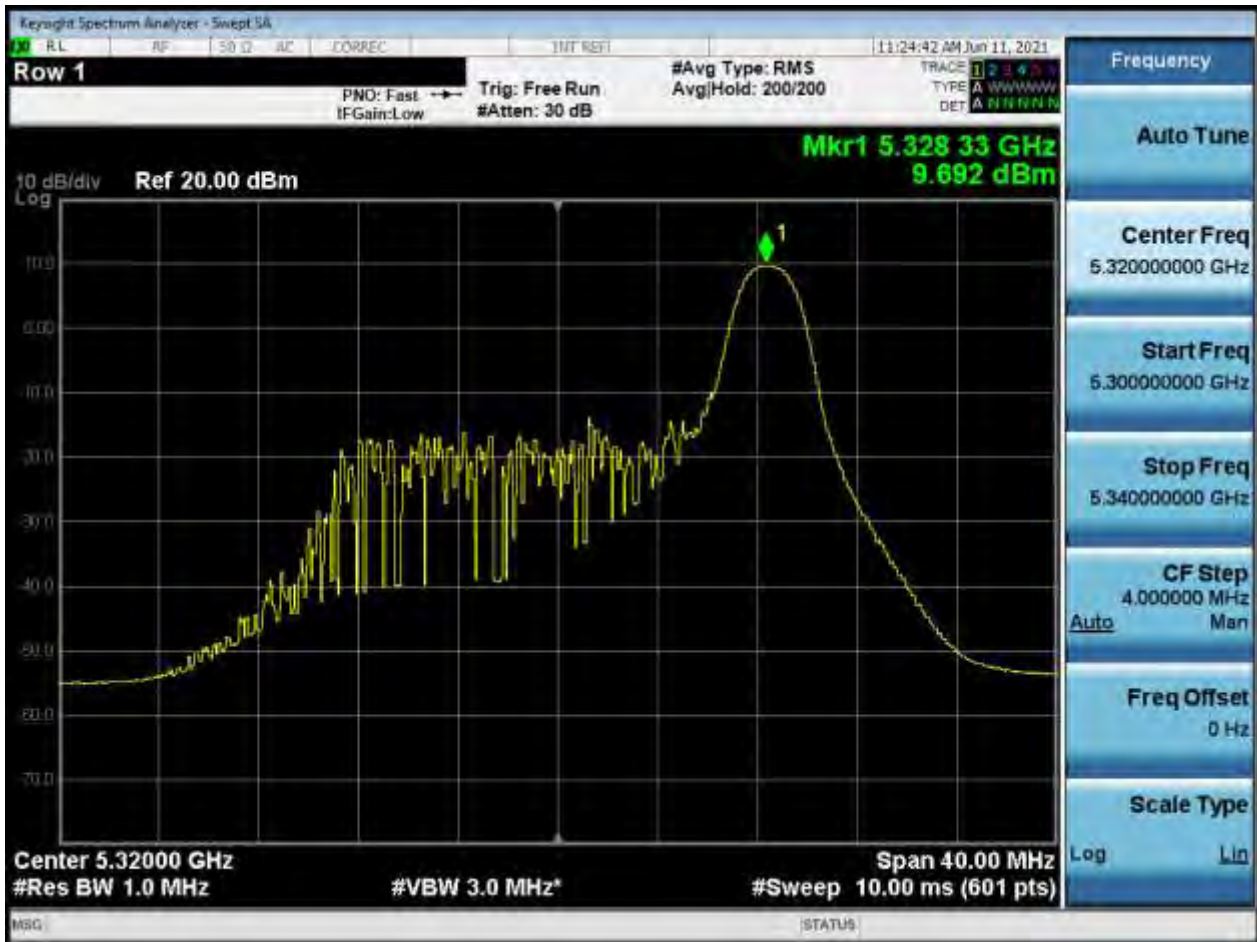 Keysight Spectrum Analyzer - Swept SA
RL RF 50 Ω AC CORREC INT REF 11:24:42 AM Jun 11, 2021
Row 1
PNO: Fast
IFGain:Low
Trig: Free Run
#Atten: 30 dB
#Avg Type: RMS
Avg|Hold: 200/200
TRACE 1 2 3 4 5 6
TYPE A WWWWW
DET A N N N N N
Mkr1 5.328 33 GHz
9.692 dBm
10 dB/div Ref 20.00 dBm
Log
10.0
0.00
-10.0
-20.0
-30.0
-40.0
-50.0
-60.0
-70.0
1
Center 5.32000 GHz Span 40.00 MHz
#Res BW 1.0 MHz #VBW 3.0 MHz* #Sweep 10.00 ms (601 pts)
MSG STATUS
Frequency
Auto Tune
Center Freq
5.320000000 GHz
Start Freq
5.300000000 GHz
Stop Freq
5.340000000 GHz
CF Step
4.000000 MHz
Auto Man
Freq Offset
0 Hz
Scale Type
Log Lin